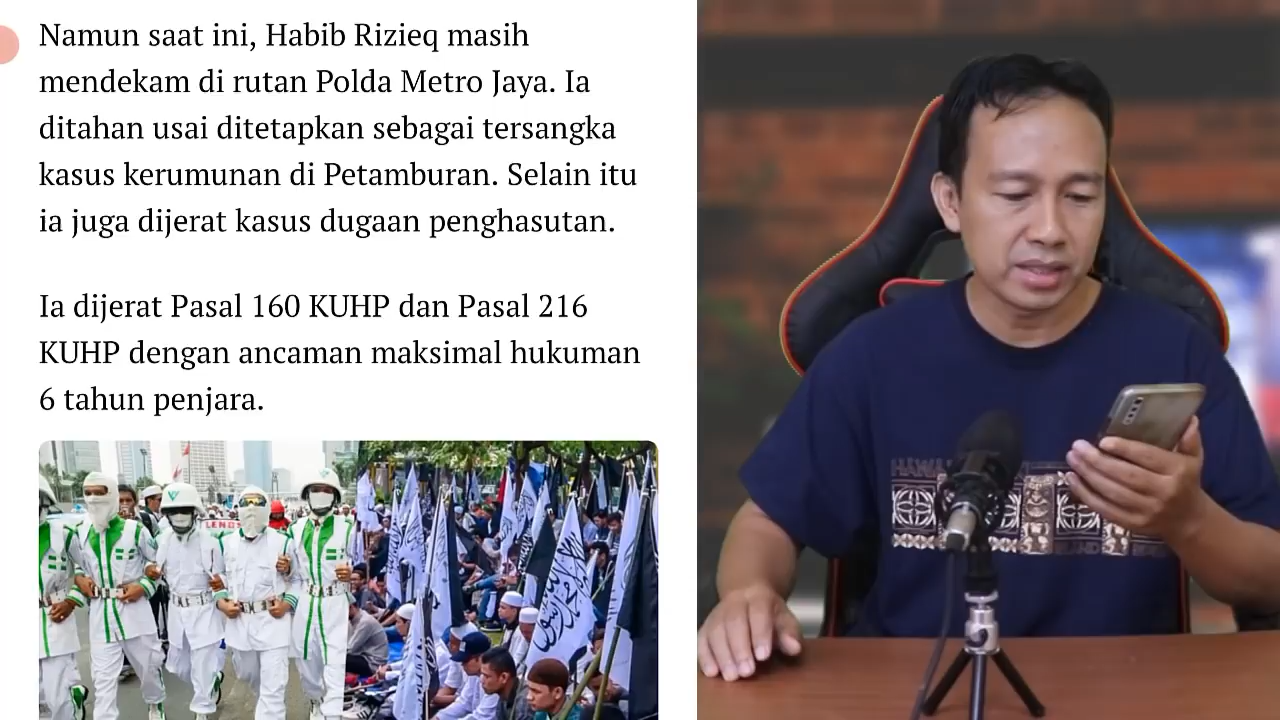 Namun saat ini, Habib Rizieq masih
mendekam di rutan Polda Metro Jaya. Ia
ditahan usai ditetapkan sebagai tersangka
kasus kerumunan di Petamburan. Selain itu
ia juga dijerat kasus dugaan penghasutan.
Ia dijerat Pasal 160 KUHP dan Pasal 216
KUHP dengan ancaman maksimal hukuman
6 tahun penjara.